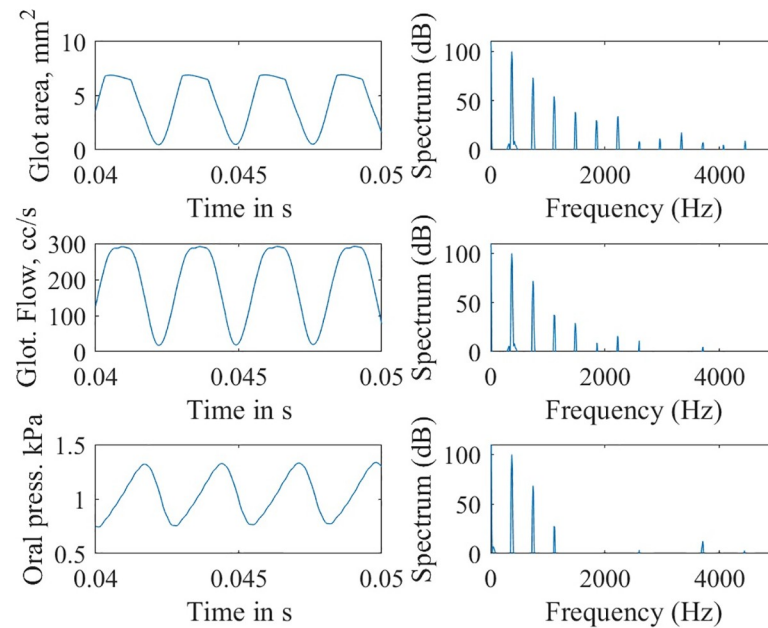 Glot area, mm2
10
5
0
0.04 0.045 0.05
Time in s
Spectrum (dB)
100
50
0
0 2000 4000
Frequency (Hz)
Glot. Flow, cc/s
300
200
100
0
0.04 0.045 0.05
Time in s
Spectrum (dB)
100
50
0
0 2000 4000
Frequency (Hz)
Oral press. kPa
1.5
1
0.5
0.04 0.045 0.05
Time in s
Spectrum (dB)
100
50
0
0 2000 4000
Frequency (Hz)